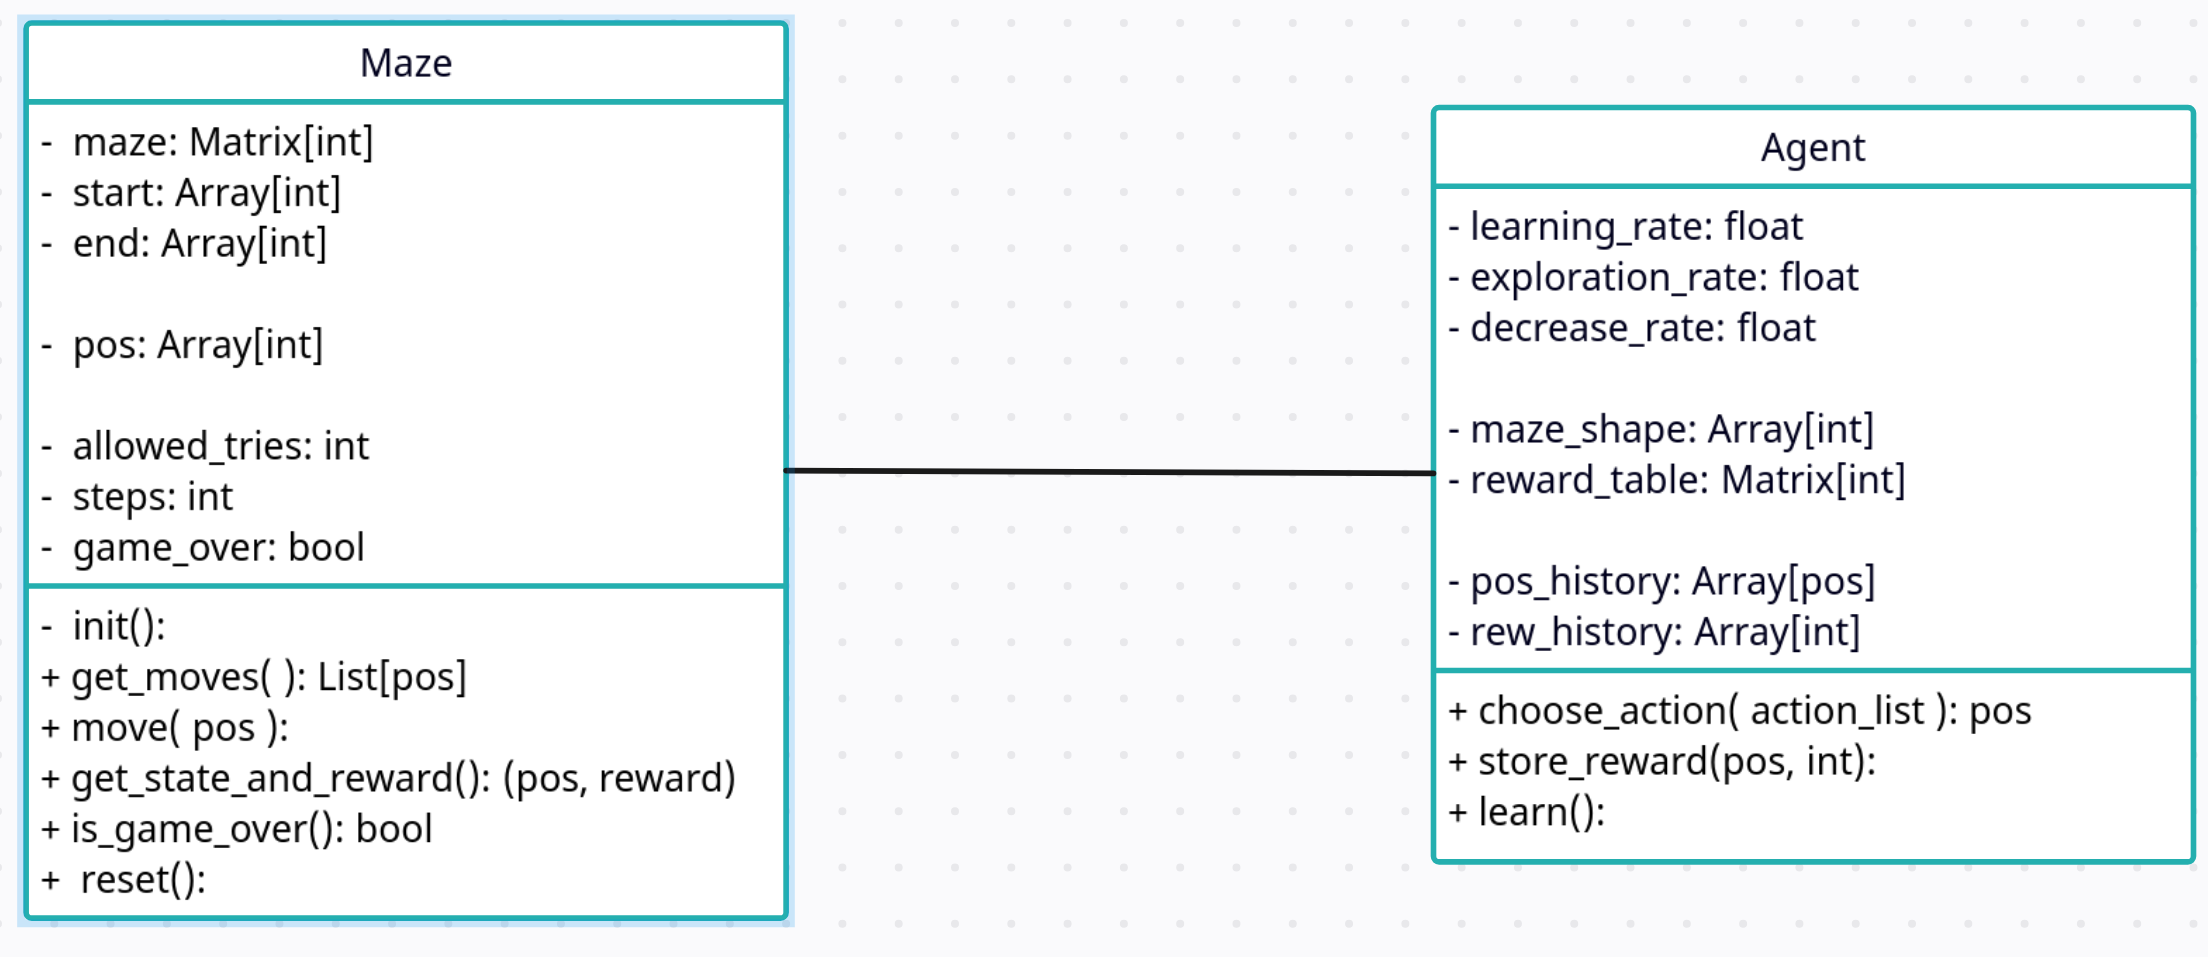 Maze
- maze: Matrix[int]
- start: Array[int]
- end: Array[int]
- pos: Array[int]
- allowed_tries: int
- steps: int
- game_over: bool
- init():
+ get_moves( ): List[pos]
+ move( pos ):
+ get_state_and_reward(): (pos, reward)
+ is_game_over(): bool
+ reset():
Agent
- learning_rate: float
- exploration_rate: float
- decrease_rate: float
- maze_shape: Array[int]
- reward_table: Matrix[int]
- pos_history: Array[pos]
- rew_history: Array[int]
+ choose_action( action_list ): pos
+ store_reward(pos, int):
+ learn():